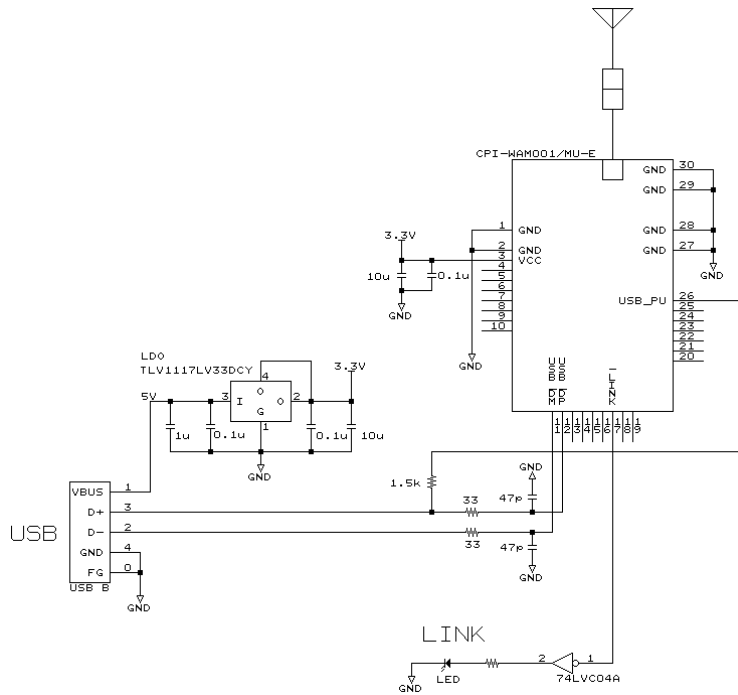 CPI-WAM001/MU-E
30
GND
29
GND
1
GND
28
GND
3.3V
2
GND
27
GND
3
VCC
4
10u
0.1u
5
GND
6
7
26
USB_PU
8
25
GND
9
24
10
23
22
21
20
GND
LDO
TLV1117LV33DCY
3.3V
USB DM
USB DP
LINK
4
5V
3
I
O
O
2
G
1
11
12
13
14
15
16
17
18
19
1u
0.1u
0.1u
10u
GND
GND
1.5k
VBUS
1
47p
33
D+
3
USB
D-
2
33
47p
GND
4
FG
0
GND
USB B
GND
LINK
2
1
LED
74LVC04A
GND